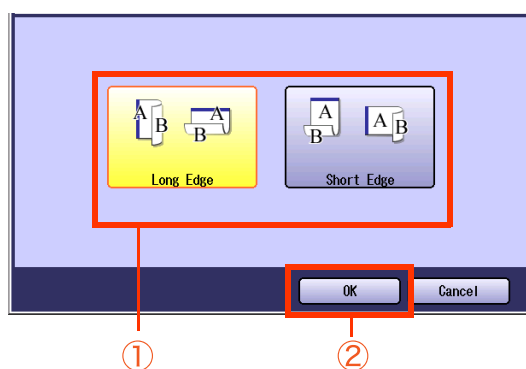 A B A B A B A B
Long Edge Short Edge
OK Cancel
① ②